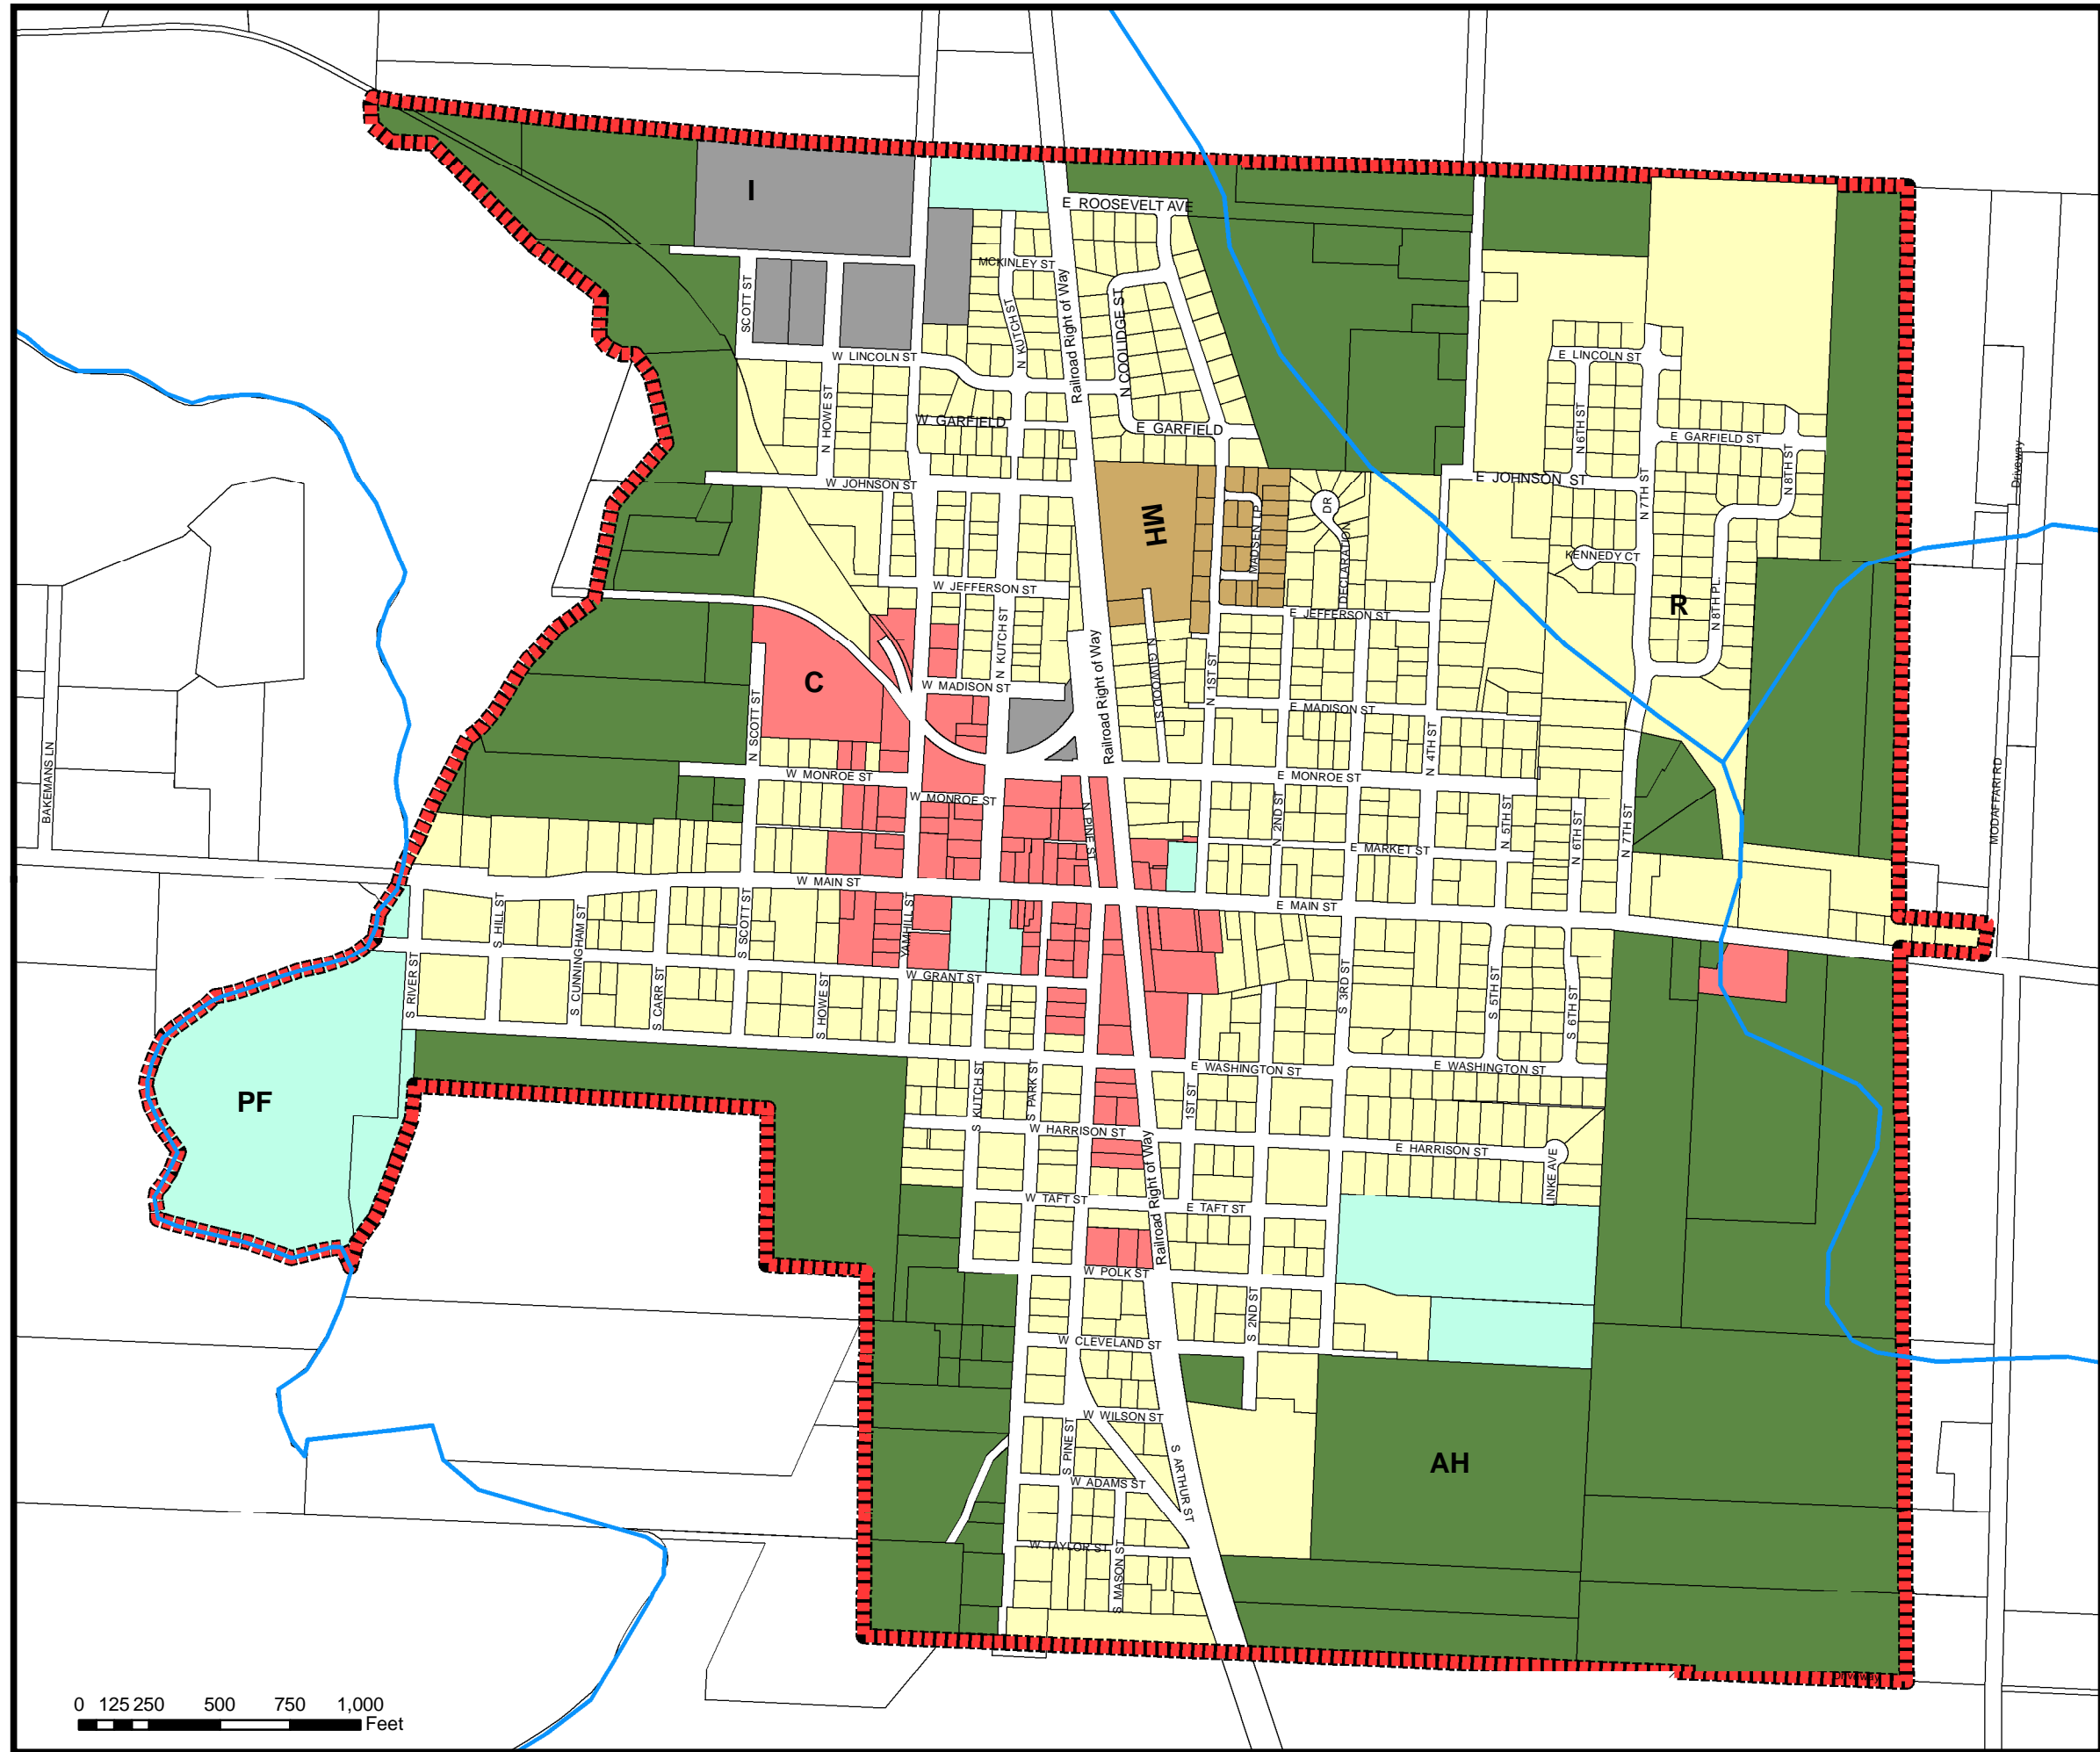 I
E ROOSEVELT AVE
MCKINLEY ST
SCOTT ST
N KUTCH ST
Railroad Right of Way
N COOLIDGE ST
W LINCOLN ST
E LINCOLN ST
N HOWE ST
W GARFIELD
E GARFIELD
N 6TH ST
E GARFIELD ST
N 8TH ST
Driveway
W JOHNSON ST
E JOHNSON ST
N 7TH ST
MH
MADSEN LP
DR
DECLARATION
KENNEDY CT
W JEFFERSON ST
E JEFFERSON ST
R
N 8TH PL.
N KUTCH ST
Railroad Right of Way
N GILWOOD ST
N 1ST ST
C
W MADISON ST
E MADISON ST
N SCOTT ST
N 4TH ST
BAKEMANS LN
MODAFFARI RD
W MONROE ST
E MONROE ST
W MONROE ST
N PINE ST
N 2ND ST
N 5TH ST
N 6TH ST
N 7TH ST
E MARKET ST
W MAIN ST
E MAIN ST
S HILL ST
S CUNNINGHAM ST
S SCOTT ST
YAMHILL ST
W GRANT ST
S RIVER ST
S CARR ST
S HOWE ST
S 3RD ST
S 5TH ST
S 6TH ST
E WASHINGTON ST
E WASHINGTON ST
PF
S KUTCH ST
S PARK ST
1ST ST
W HARRISON ST
E HARRISON ST
LINKE AVE
Railroad Right of Way
W TAFT ST
E TAFT ST
W POLK ST
S 2ND ST
W CLEVELAND ST
W WILSON ST
S PINE ST
S ARTHUR ST
AH
W ADAMS ST
W TAYLOR ST
S MASON ST
Driveway
0 125 250 500 750 1,000
Feet